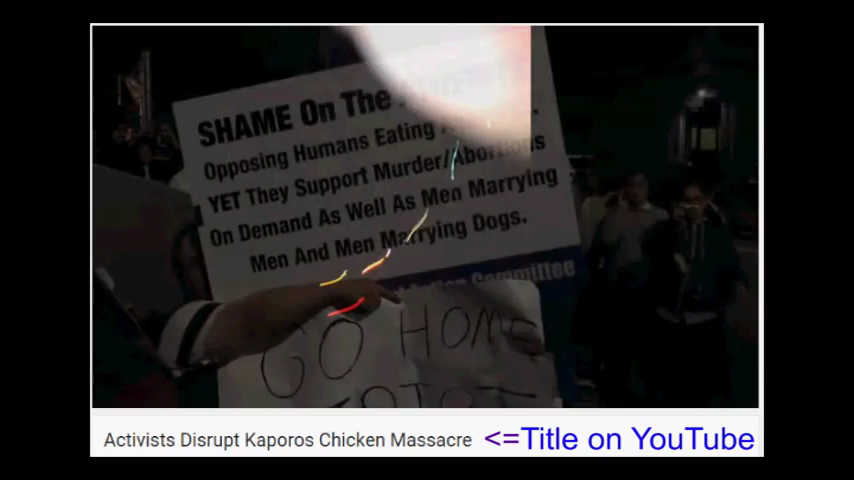 SHAME On The
Opposing Humans Eating
YET They Support Murder/Abortions
On Demand As Well As Men Marrying
Men And Men Marrying Dogs.
Action Committee
GO HOME
Activists Disrupt Kaporos Chicken Massacre <=Title on YouTube